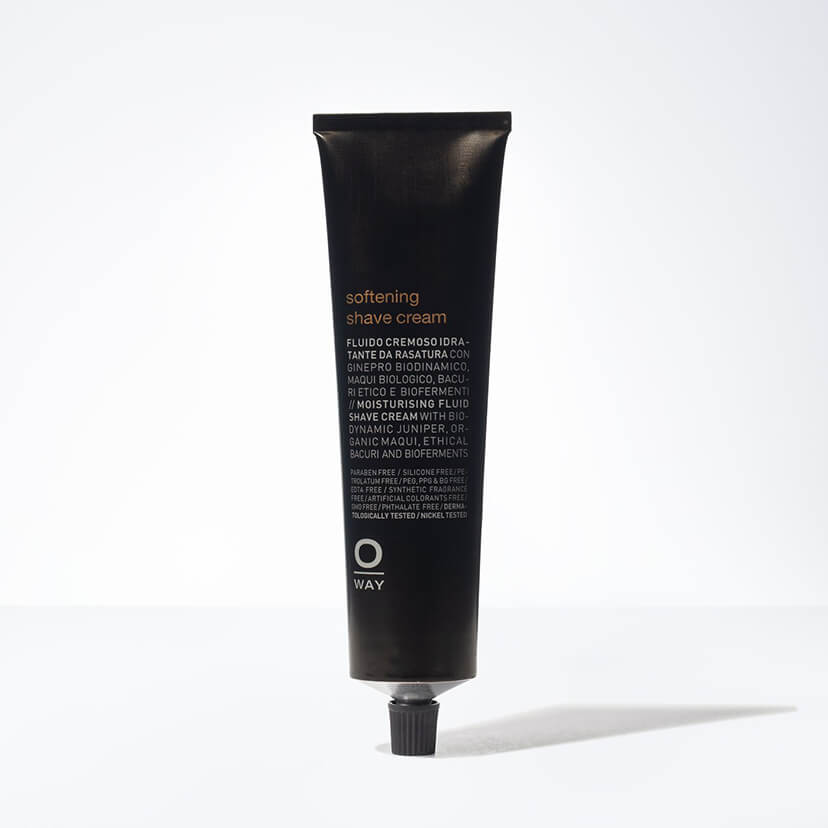 softening
shave cream
FLUIDO CREMOSO IDRA-
TANTE DA RASATURA CON
GINEPRO BIODINAMICO,
MAQUI BIOLOGICO, BACU-
RI ETICO E BIOFERMENTI
// MOISTURISING FLUID
SHAVE CREAM WITH BIO-
DYNAMIC JUNIPER, OR-
GANIC MAQUI, ETHICAL
BACURI AND BIOFERMENTS
PARABEN FREE / SILICONE FREE / PE-
TROLATUM FREE / PEG, PPG & BG FREE /
EDTA FREE / SYNTHETIC FRAGRANCE
FREE / ARTIFICIAL COLORANTS FREE /
GMO FREE / PHTHALATE FREE / DERMA-
TOLOGICALLY TESTED / NICKEL TESTED
O
WAY